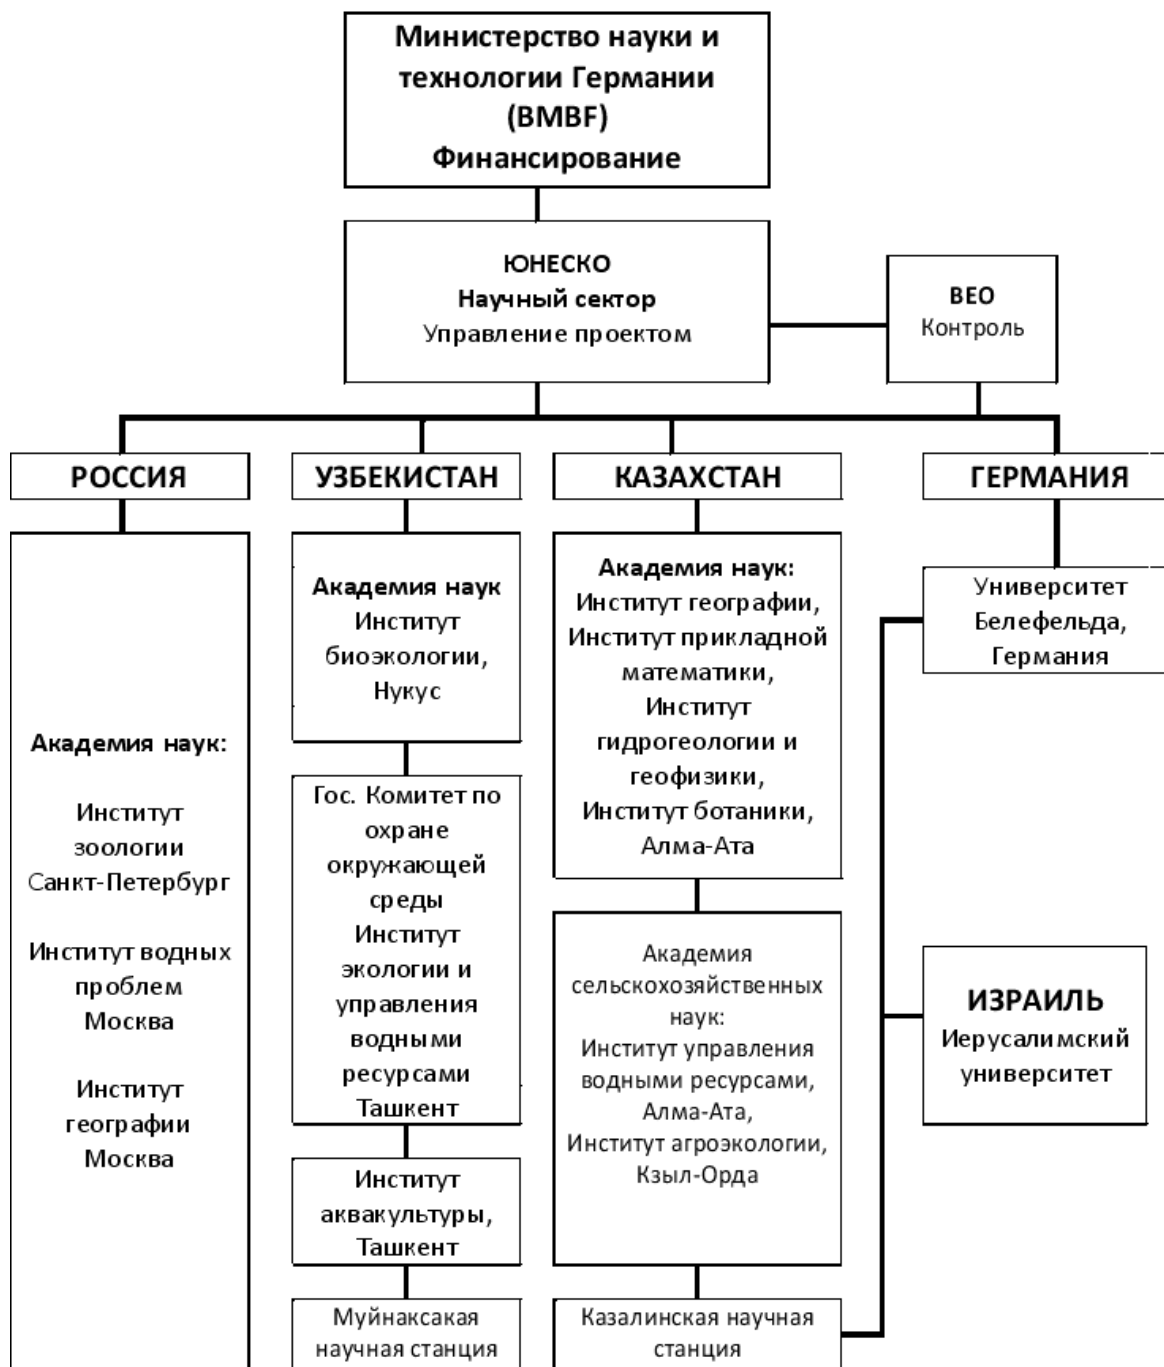 Министерство науки и
технологии Германии
(BMBF)
Финансирование
ЮНЕСКО
Научный сектор
Управление проектом
ВЕО
Контроль
РОССИЯ
УЗБЕКИСТАН
КАЗАХСТАН
ГЕРМАНИЯ
Академия наук:
Институт
зоологии
Санкт-Петербург
Институт водных
проблем
Москва
Институт
географии
Москва
Академия наук
Институт
биоэкологии,
Нукус
Гос. Комитет по
охране
окружающей
среды
Институт
экологии и
управления
водными
ресурсами
Ташкент
Институт
аквакультуры,
Ташкент
Муйнаксакая
научная станция
Академия наук:
Институт географии,
Институт прикладной
математики,
Институт
гидрогеологии и
геофизики,
Институт ботаники,
Алма-Ата
Академия
сельскохозяйственных
наук:
Институт управления
водными ресурсами,
Алма-Ата,
Институт агроэкологии,
Кзыл-Орда
Казалинская научная
станция
Университет
Белефельда,
Германия
ИЗРАИЛЬ
Иерусалимский
университет